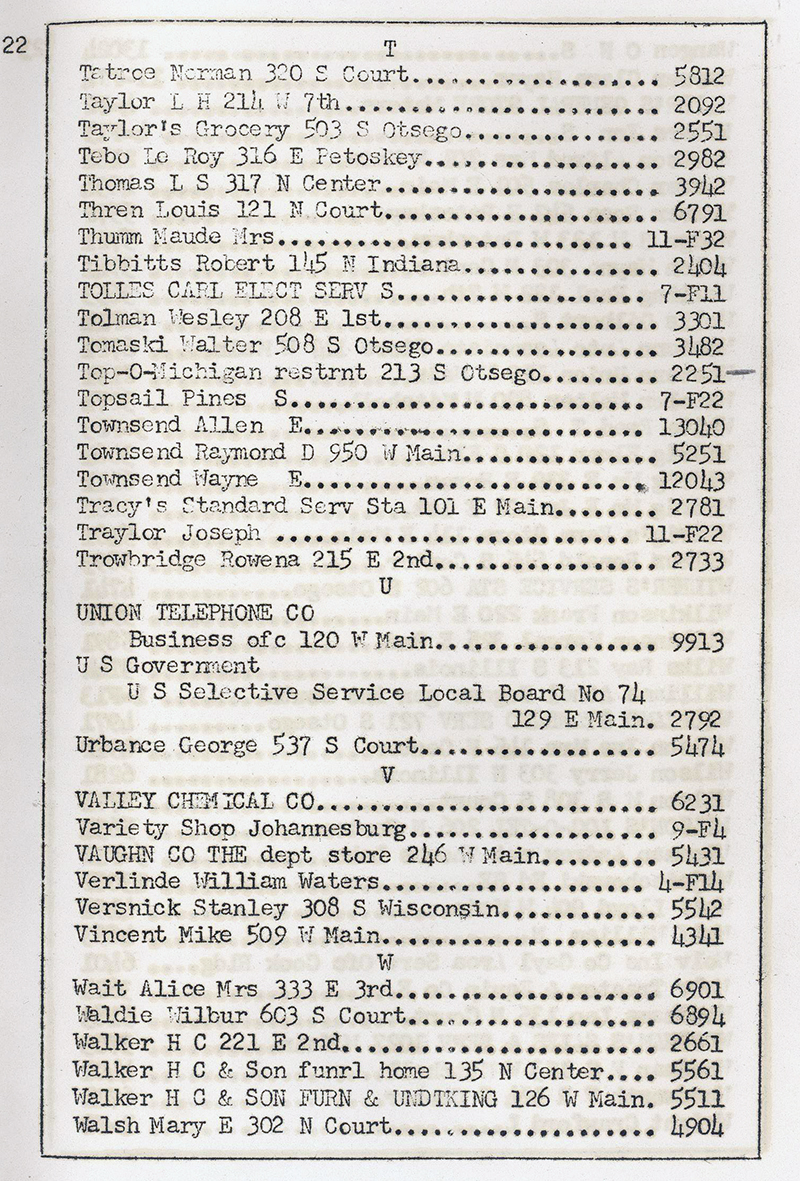 22
T
Tatroe Norman 320 S Court.................... 5812
Taylor L H 214 W 7th......................... 2092
Taylor's Grocery 503 S Otsego................ 2551
Tebo Le Roy 316 E Petoskey................... 2982
Thomas L S 317 N Center...................... 3942
Thren Louis 121 N Court...................... 6791
Thumm Maude Mrs............................ 11-F32
Tibbitts Robert 145 N Indiana................ 2404
TOLLES CARL ELECT SERV S.................... 7-F11
Tolman Wesley 208 E 1st...................... 3301
Tomaski Walter 508 S Otsego.................. 3482
Top-O-Michigan restrnt 213 S Otsego.......... 2251
Topsail Pines S............................. 7-F22
Townsend Allen E............................ 13040
Townsend Raymond D 950 W Main................ 5251
Townsend Wayne E............................ 12043
Tracy's Standard Serv Sta 101 E Main......... 2781
Traylor Joseph ............................ 11-F22
Trowbridge Rowena 215 E 2nd.................. 2733
U
UNION TELEPHONE CO
Business ofc 120 W Main.................. 9913
U S Goverment
U S Selective Service Local Board No 74
129 E Main. 2792
Urbance George 537 S Court................... 5474
V
VALLEY CHEMICAL CO........................... 6231
Variety Shop Johannesburg.................... 9-F4
VAUGHN CO THE dept store 246 W Main.......... 5431
Verlinde William Waters..................... 4-F14
Versnick Stanley 308 S Wisconsin............. 5542
Vincent Mike 509 W Main...................... 4341
W
Wait Alice Mrs 333 E 3rd..................... 6901
Waldie Wilbur 603 S Court.................... 6894
Walker H C 221 E 2nd......................... 2661
Walker H C & Son funrl home 135 N Center.... 5561
Walker H C & SON FURN & UNDTKING 126 W Main. 5511
Walsh Mary E 302 N Court..................... 4904